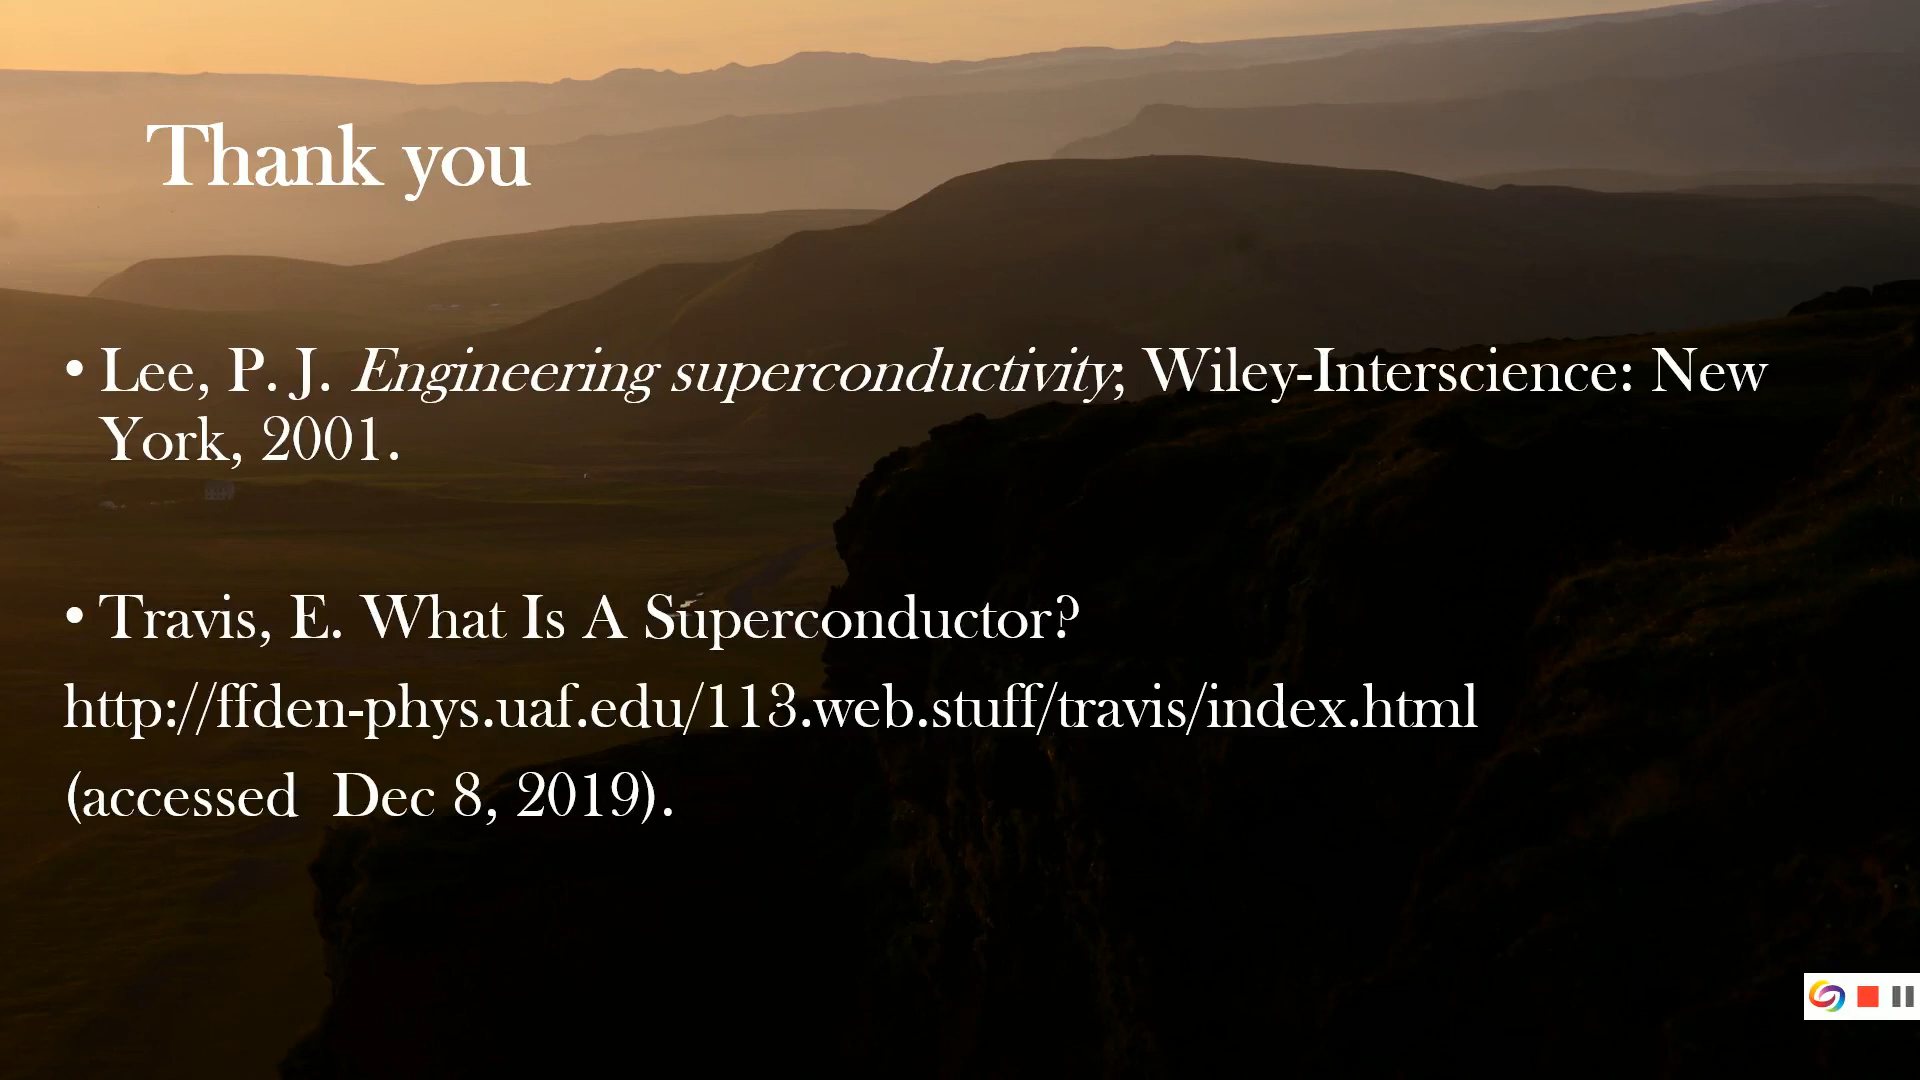 Thank you
• Lee, P. J. Engineering superconductivity; Wiley-Interscience: New
York, 2001.
• Travis, E. What Is A Superconductor?
http://ffden-phys.uaf.edu/113.web.stuff/travis/index.html
(accessed  Dec 8, 2019).